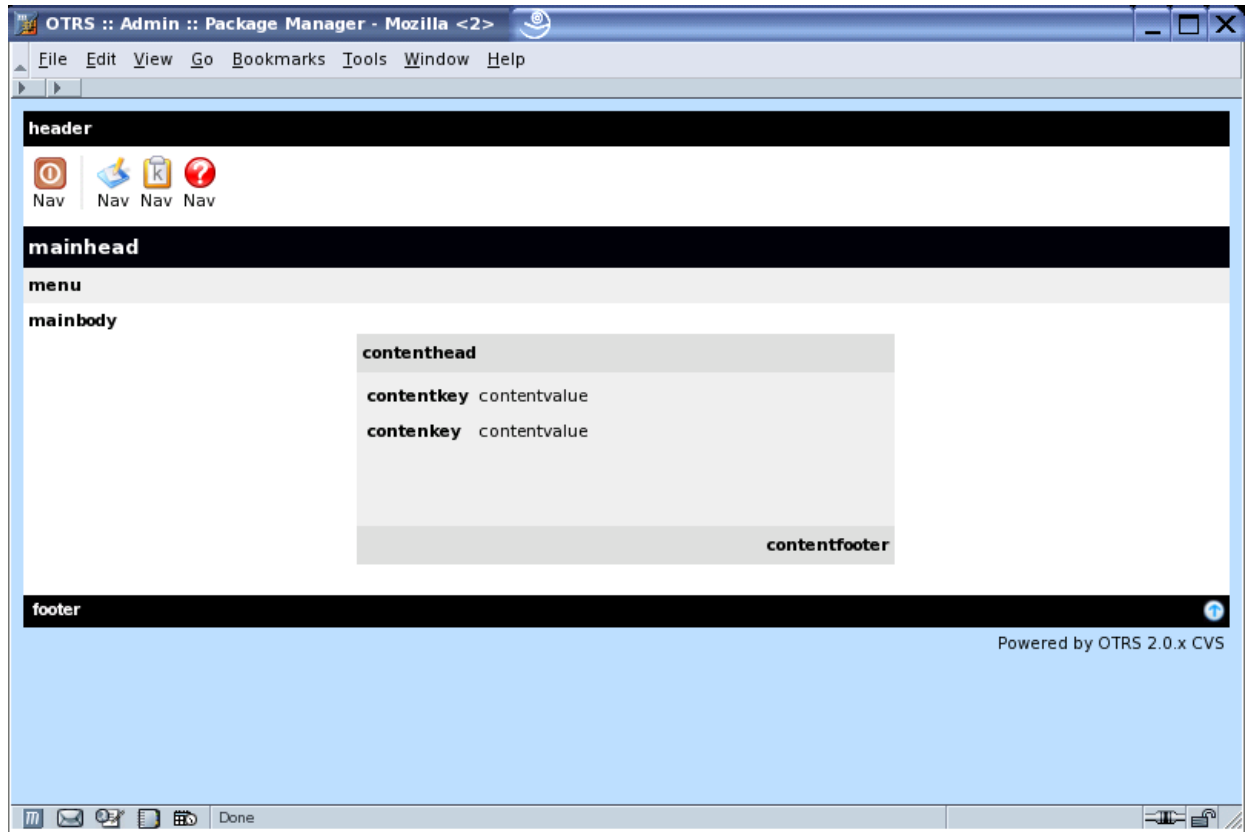 OTRS :: Admin :: Package Manager - Mozilla <2>
File Edit View Go Bookmarks Tools Window Help
header
Nav Nav Nav Nav
mainhead
menu
mainbody
contenthead
contentkey contentvalue
contenkey contentvalue
contentfooter
footer
Powered by OTRS 2.0.x CVS
Done